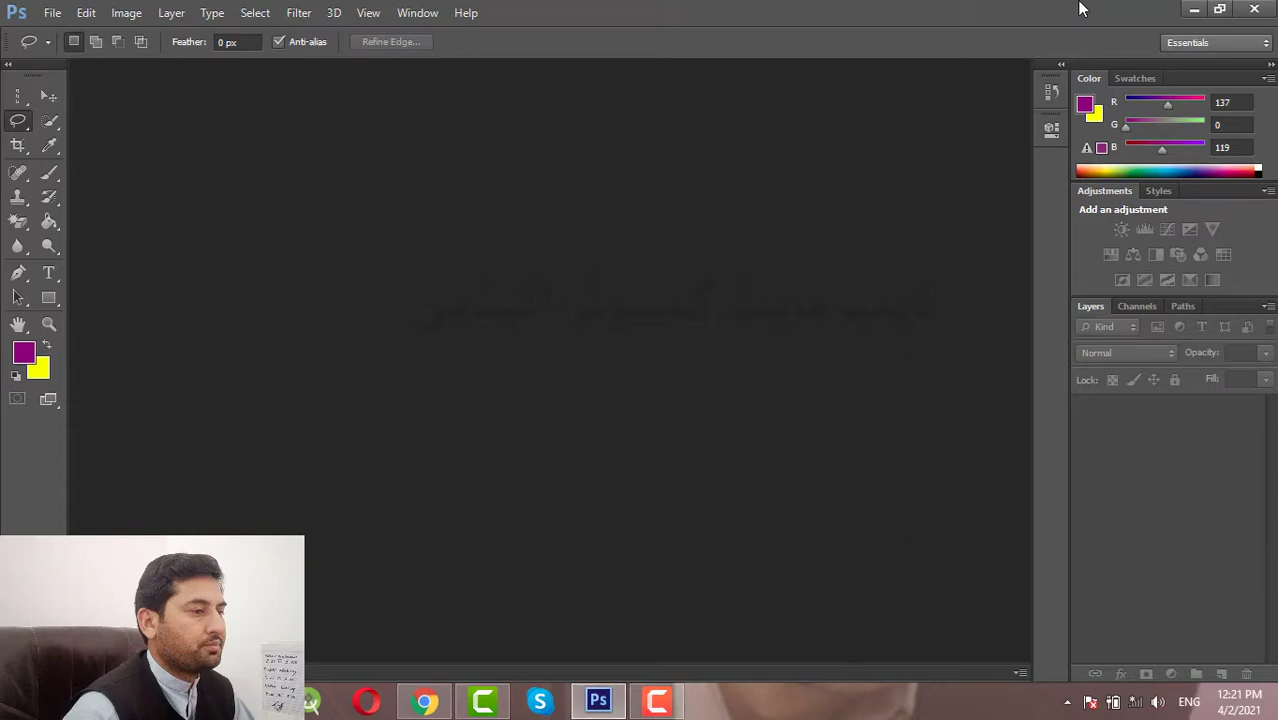 Ps File Edit Image Layer Type Select Filter 3D View Window Help
Feather: 0 px Anti-alias Refine Edge... Essentials
Color Swatches
R 137
G 0
B 119
Adjustments Styles
Add an adjustment
Layers Channels Paths
Kind
Normal Opacity:
Lock: Fill:
Ps ENG 12:21 PM
4/2/2021